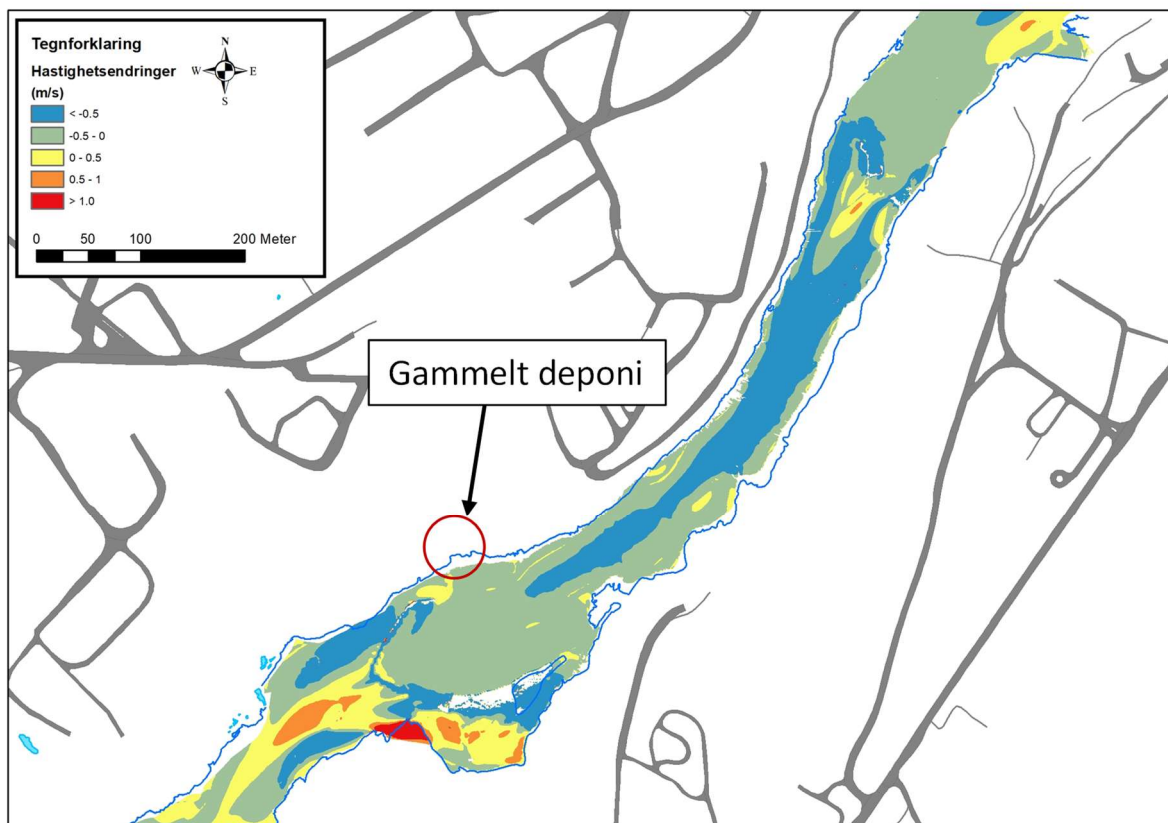 Tegnforklaring
Hastighetsendringer
(m/s)
N
W E
S
< -0.5
-0.5 - 0
0 - 0.5
0.5 - 1
> 1.0
0 50 100 200 Meter
Gammelt deponi